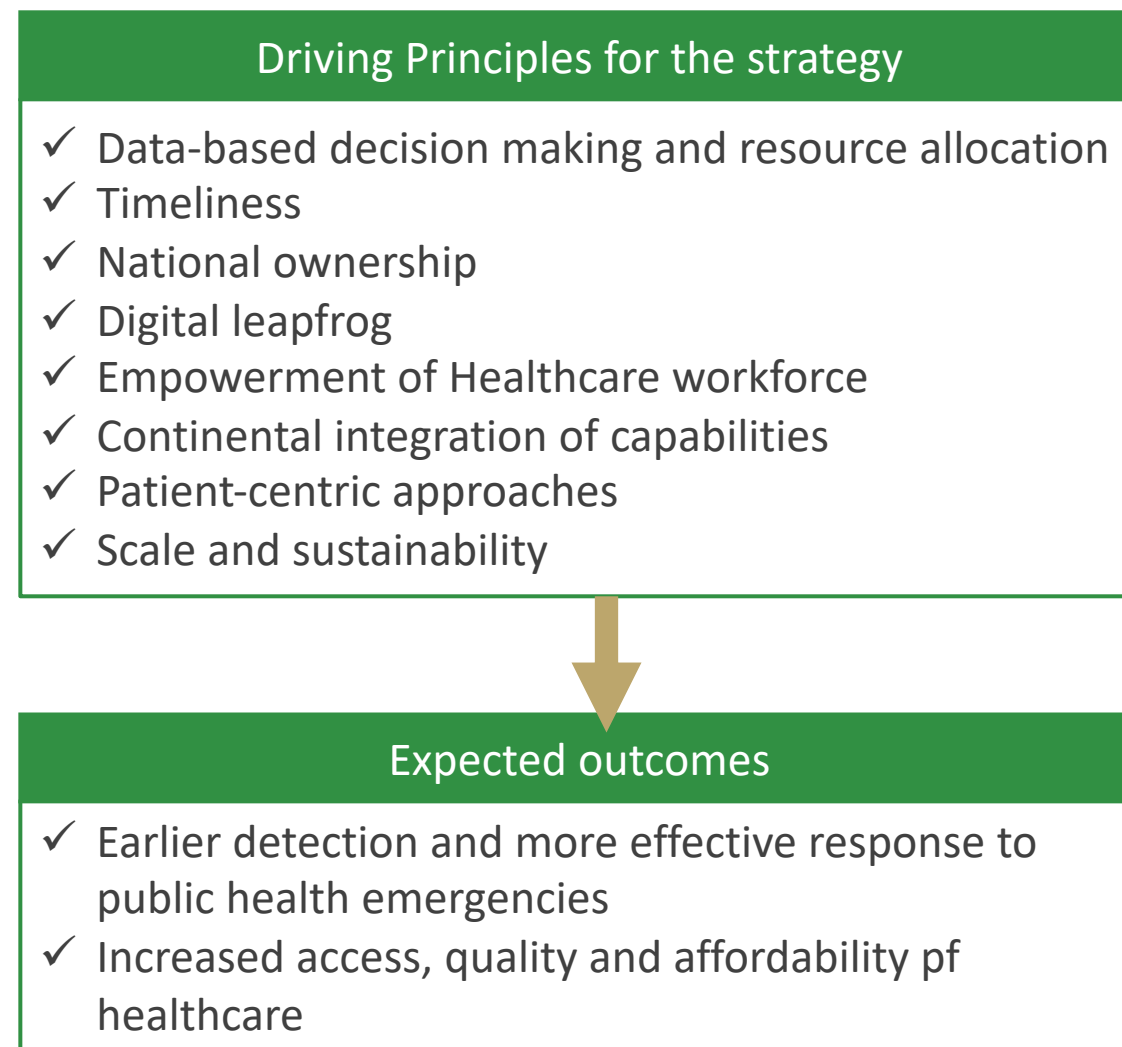 Driving Principles for the strategy
✓ Data-based decision making and resource allocation
✓ Timeliness
✓ National ownership
✓ Digital leapfrog
✓ Empowerment of Healthcare workforce
✓ Continental integration of capabilities
✓ Patient-centric approaches
✓ Scale and sustainability
Expected outcomes
✓ Earlier detection and more effective response to
public health emergencies
✓ Increased access, quality and affordability pf
healthcare